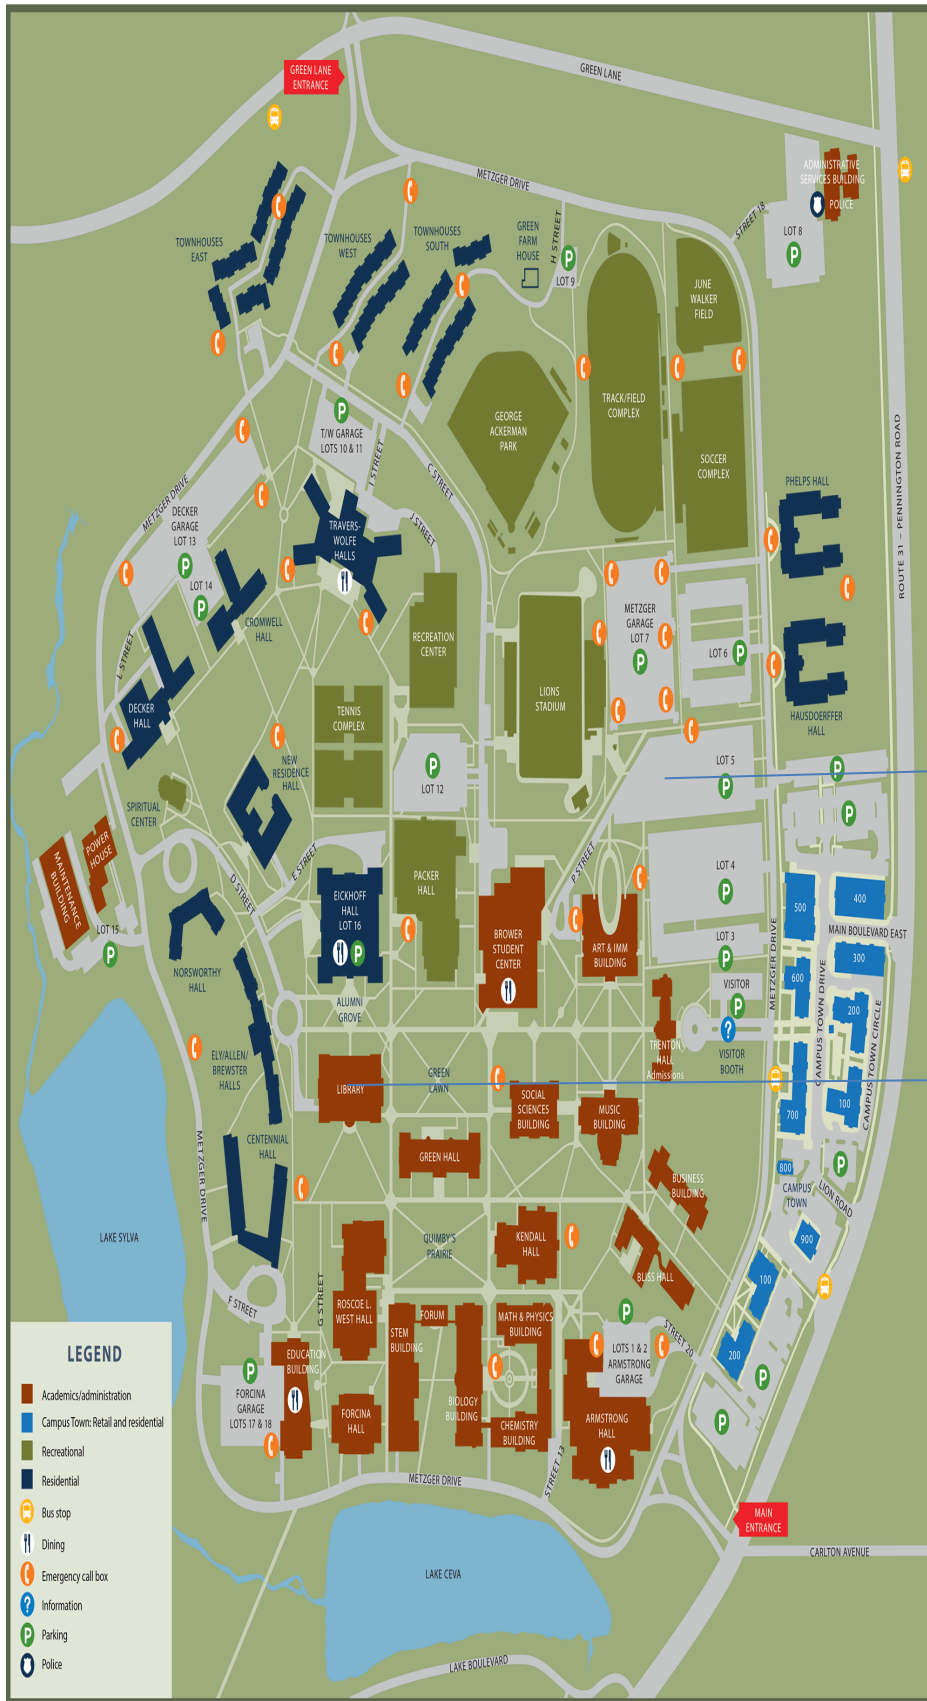 GREEN LANE
ENTRANCE
GREEN LANE
METZGER DRIVE
ADMINISTRATIVE
SERVICES BUILDING
POLICE
STREET 18
LOT 8
P
TOWNHOUSES
EAST
TOWNHOUSES
WEST
TOWNHOUSES
SOUTH
GREEN
FARM
HOUSE
H STREET
P
LOT 9
JUNE
WALKER
FIELD
TRACK/FIELD
COMPLEX
GEORGE
ACKERMAN
PARK
SOCCER
COMPLEX
P
T/W GARAGE
LOTS 10 & 11
I STREET
C STREET
J STREET
METZGER DRIVE
DECKER
GARAGE
LOT 13
P
LOT 14
P
TRAVERS-
WOLFE
HALLS
CROMWELL
HALL
L STREET
DECKER
HALL
RECREATION
CENTER
TENNIS
COMPLEX
LIONS
STADIUM
METZGER
GARAGE
LOT 7
P
LOT 6
P
PHELPS HALL
ROUTE 31 – PENNINGTON ROAD
HAUSDOERFFER
HALL
NEW
RESIDENCE
HALL
SPIRITUAL
CENTER
P
LOT 12
LOT 5
P
P
P
POWER
HOUSE
MAINTENANCE
BUILDING
LOT 15
P
D STREET
E STREET
EICKHOFF
HALL
LOT 16
P
PACKER
HALL
P STREET
BROWER
STUDENT
CENTER
ART & IMM
BUILDING
LOT 4
P
LOT 3
P
VISITOR
P
?
VISITOR
BOOTH
METZGER DRIVE
500
400
MAIN BOULEVARD EAST
300
600
200
CAMPUS TOWN DRIVE
CAMPUS TOWN CIRCLE
700
100
800
P
CAMPUS
TOWN
LION ROAD
900
NORSWORTHY
HALL
ALUMNI
GROVE
ELY/ALLEN/
BREWSTER
HALLS
LIBRARY
GREEN
LAWN
TRENTON
HALL
Admissions
SOCIAL
SCIENCES
BUILDING
MUSIC
BUILDING
CENTENNIAL
HALL
GREEN HALL
BUSINESS
BUILDING
METZGER DRIVE
LAKE SYLVA
QUIMBY'S
PRAIRIE
KENDALL
HALL
BLISS HALL
100
200
F STREET
G STREET
ROSCOE L.
WEST HALL
STEM
BUILDING
FORUM
MATH & PHYSICS
BUILDING
P
LOTS 1 & 2
ARMSTRONG
GARAGE
STREET 20
P
P
EDUCATION
BUILDING
P
FORCINA
GARAGE
LOTS 17 & 18
FORCINA
HALL
BIOLOGY
BUILDING
CHEMISTRY
BUILDING
ARMSTRONG
HALL
STREET 13
METZGER DRIVE
MAIN
ENTRANCE
CARLTON AVENUE
LAKE CEVA
LAKE BOULEVARD
LEGEND
Academics/administration
Campus Town: Retail and residential
Recreational
Residential
Bus stop
Dining
Emergency call box
? Information
P Parking
Police